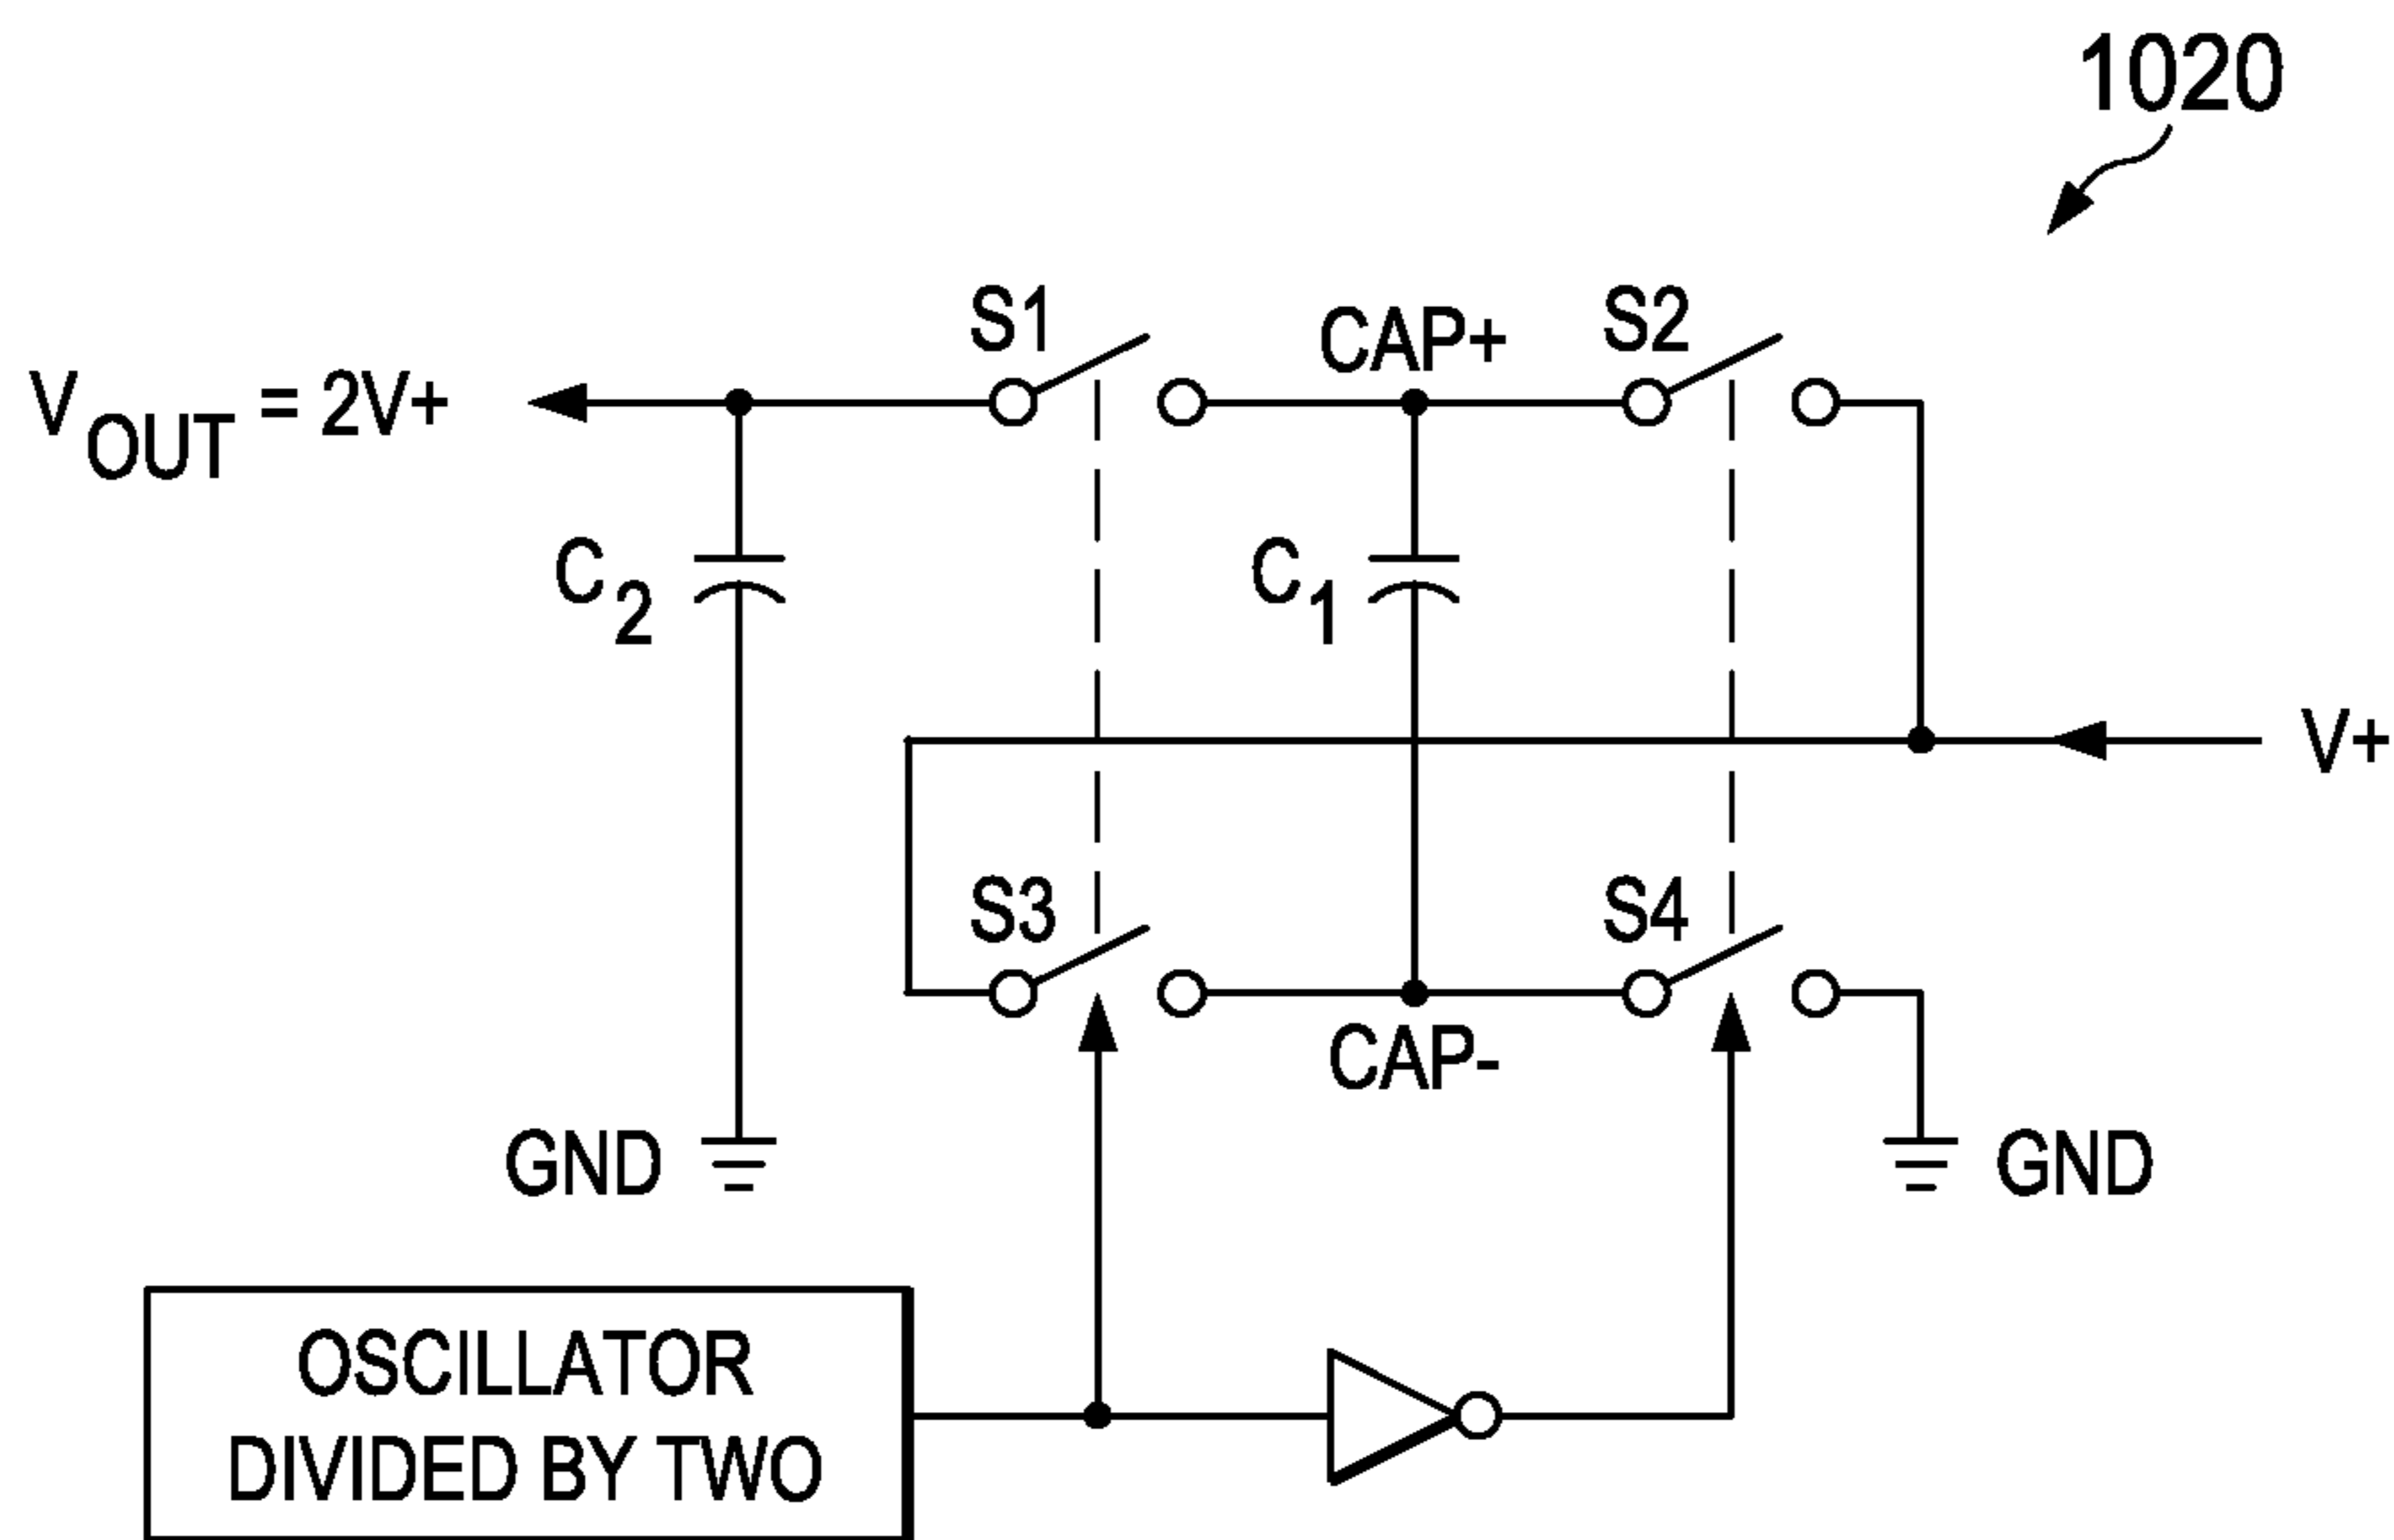 1020
S1
CAP+
S2
VOUT = 2V+
C2
C1
V+
S3
S4
CAP-
GND
GND
OSCILLATOR
DIVIDED BY TWO